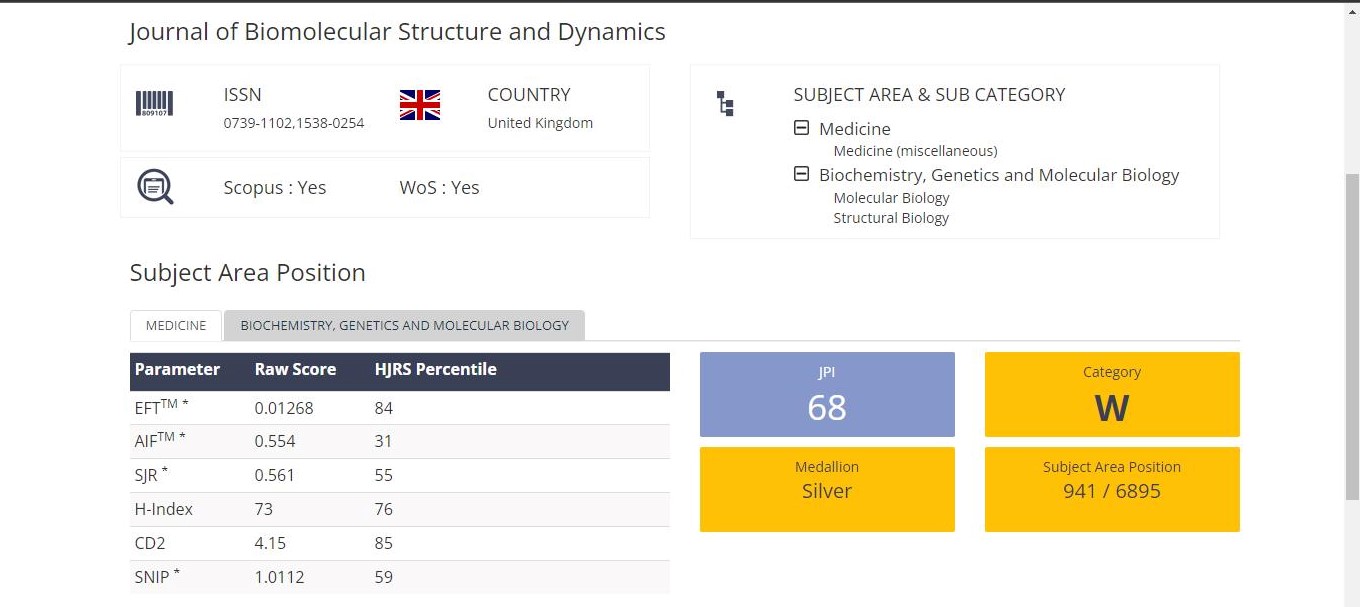 Journal of Biomolecular Structure and Dynamics
809107
ISSN
0739-1102,1538-0254
COUNTRY
United Kingdom
Scopus : Yes
WoS : Yes
SUBJECT AREA & SUB CATEGORY
Medicine
Medicine (miscellaneous)
Biochemistry, Genetics and Molecular Biology
Molecular Biology
Structural Biology
Subject Area Position
MEDICINE
BIOCHEMISTRY, GENETICS AND MOLECULAR BIOLOGY
Parameter Raw Score HJRS Percentile
EFT™ * 0.01268 84
AIF™ * 0.554 31
SJR * 0.561 55
H-Index 73 76
CD2 4.15 85
SNIP * 1.0112 59
JPI
68
Category
W
Medallion
Silver
Subject Area Position
941 / 6895